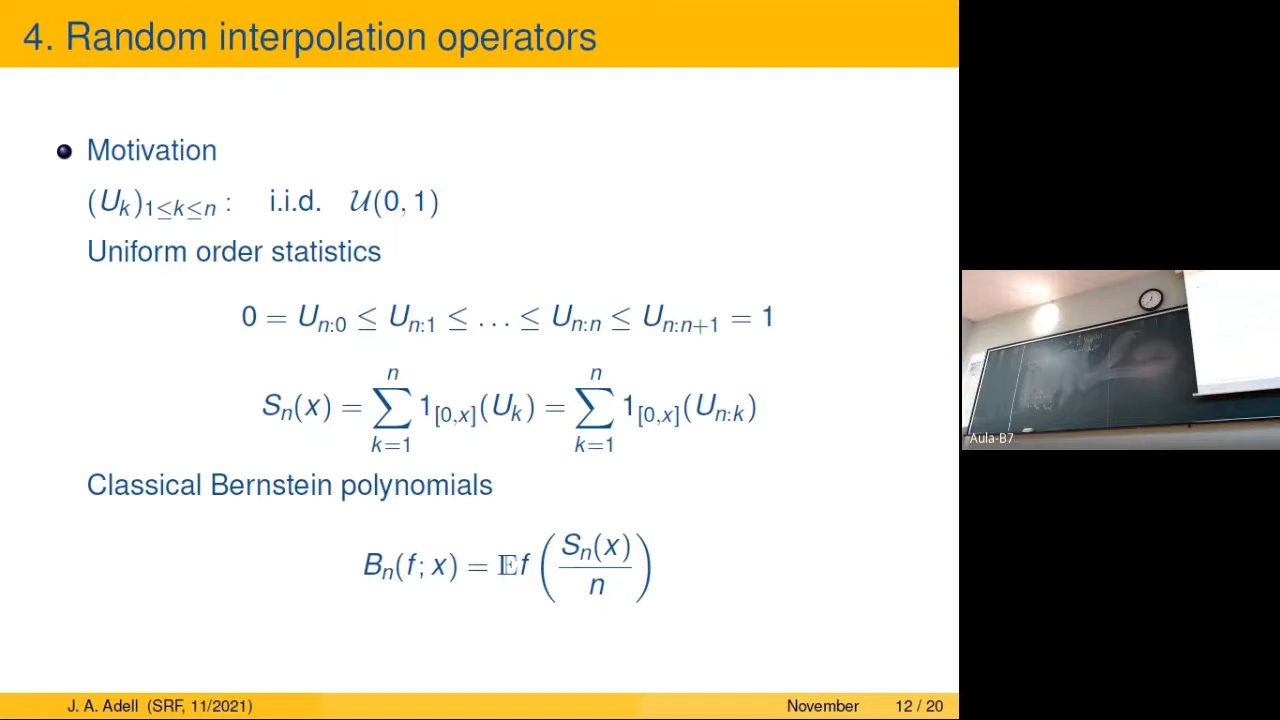 4. Random interpolation operators
Motivation
(U_k)_{1≤k≤n} : i.i.d. 𝒰(0, 1)
Uniform order statistics
0 = U_{n:0} ≤ U_{n:1} ≤ … ≤ U_{n:n} ≤ U_{n:n+1} = 1
S_n(x) = ∑_{k=1}^{n} 1_{[0,x]}(U_k) = ∑_{k=1}^{n} 1_{[0,x]}(U_{n:k})
Classical Bernstein polynomials
B_n(f; x) = 𝔼f(S_n(x)/n)
J. A. Adell (SRF, 11/2021) November 12 / 20
Aula-B7